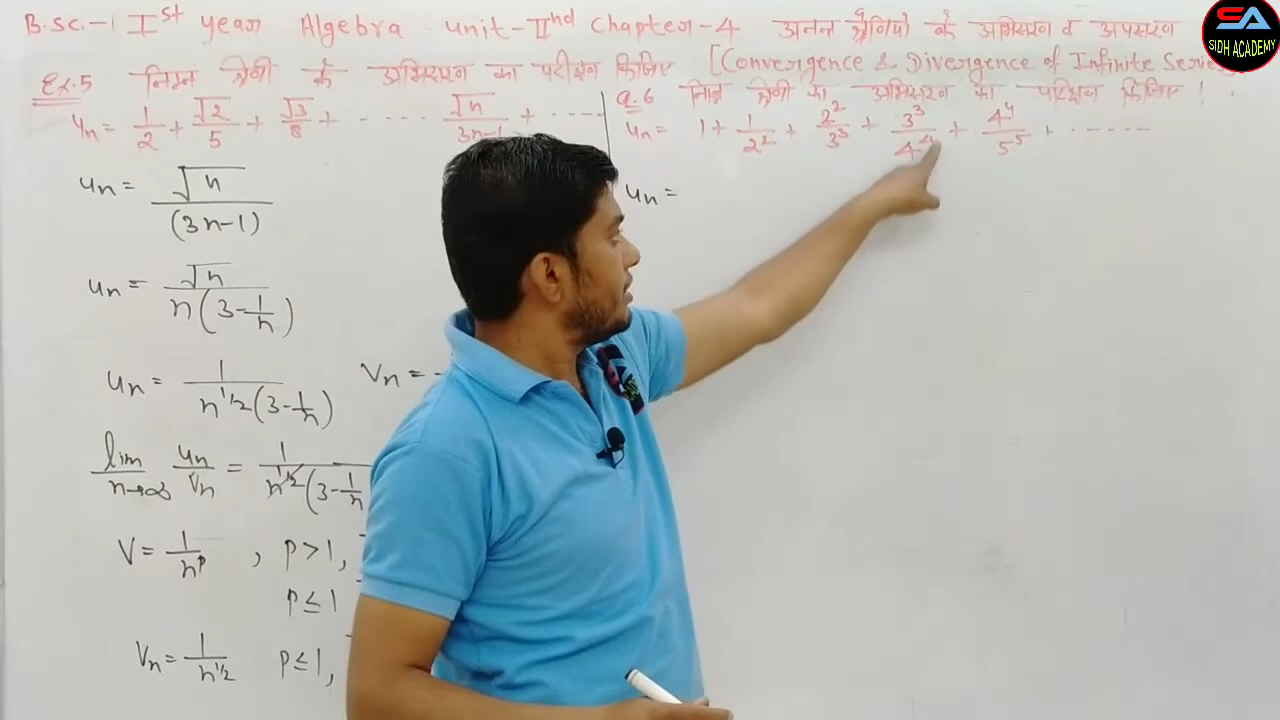 B.Sc.-1 Ist year Algebra Unit-IInd Chapter-4 अनन्त श्रेणियों के अभिसरण व अपसरण
SA
SIDH ACADEMY
[Convergence & Divergence of Infinite Series]
Ex.5 निम्न श्रेणी के अभिसरण का परीक्षण किजिए
Un = 1/2 + √2/5 + √3/8 + ..... √n/3n-1 + ....
Q.6 निम्न श्रेणी का अभिसरण का परिक्षण किजिए !
Un = 1 + 1/2² + 2²/3³ + 3³/4⁴ + 4⁴/5⁵ + ......
un = √n/(3n-1)
un = √n/n(3-1/n)
un = 1/n^1/2(3-1/n) Vn =
lim n→∞ un/Vn = 1/n^1/2(3-1/n
V = 1/n^p , P>1,
P≤1
Vn = 1/n^1/2 P≤1,
un =